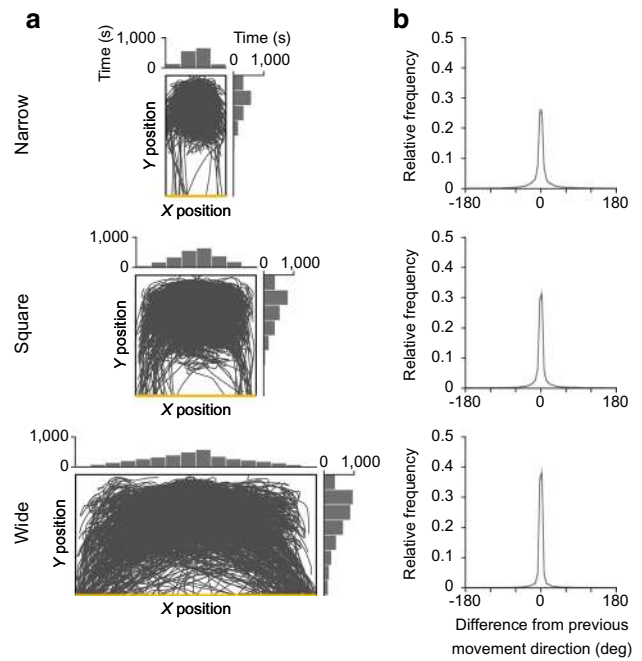 a
b
Narrow
Time (s)
1,000
0
Time (s)
0 1,000
Y position
X position
Relative frequency
0.5
0.4
0.3
0.2
0.1
0
-180 0 180
Square
1,000
0
0 1,000
Y position
X position
Relative frequency
0.5
0.4
0.3
0.2
0.1
0
-180 0 180
Wide
1,000
0
0 1,000
Y position
X position
Relative frequency
0.5
0.4
0.3
0.2
0.1
0
-180 0 180
Difference from previous
movement direction (deg)